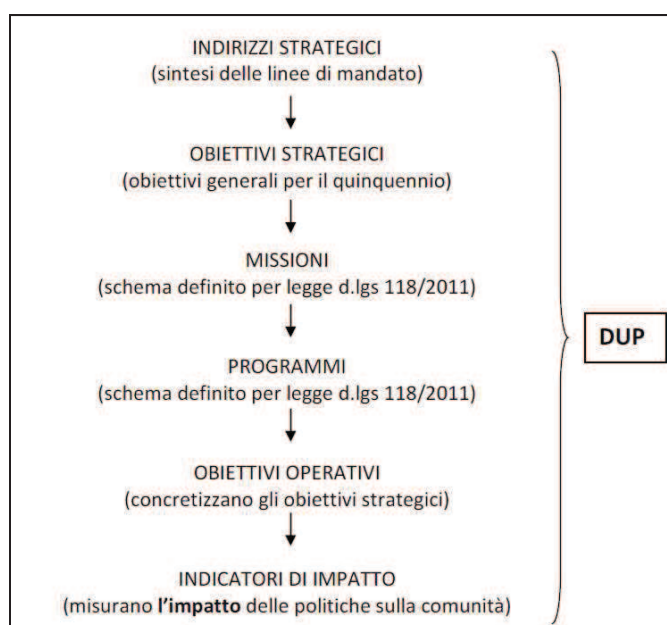 INDIRIZZI STRATEGICI
(sintesi delle linee di mandato)
OBIETTIVI STRATEGICI
(obiettivi generali per il quinquennio)
MISSIONI
(schema definito per legge d.lgs 118/2011)
PROGRAMMI
(schema definito per legge d.lgs 118/2011)
OBIETTIVI OPERATIVI
(concretizzano gli obiettivi strategici)
INDICATORI DI IMPATTO
(misurano l'impatto delle politiche sulla comunità)
DUP